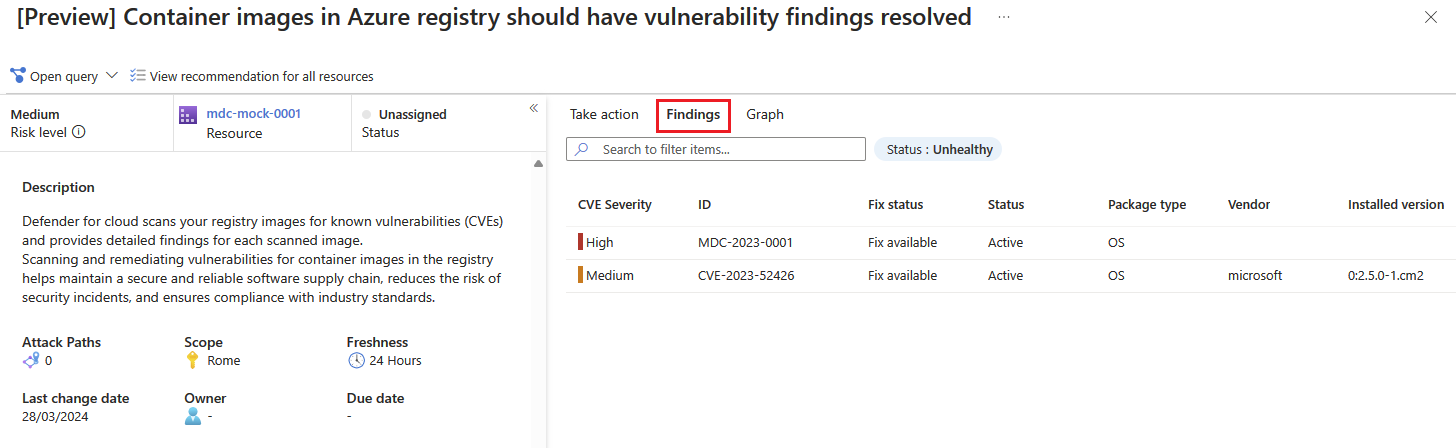 [Preview] Container images in Azure registry should have vulnerability findings resolved ...
Open query
View recommendation for all resources
Medium
Risk level
mdc-mock-0001
Resource
Unassigned
Status
«
Description
Defender for cloud scans your registry images for known vulnerabilities (CVEs)
and provides detailed findings for each scanned image.
Scanning and remediating vulnerabilities for container images in the registry
helps maintain a secure and reliable software supply chain, reduces the risk of
security incidents, and ensures compliance with industry standards.
Attack Paths Scope Freshness
0 Rome 24 Hours
Last change date Owner Due date
28/03/2024 - -
Take action Findings Graph
Search to filter items...
Status : Unhealthy
CVE Severity ID Fix status Status Package type Vendor Installed version
High MDC-2023-0001 Fix available Active OS
Medium CVE-2023-52426 Fix available Active OS microsoft 0:2.5.0-1.cm2